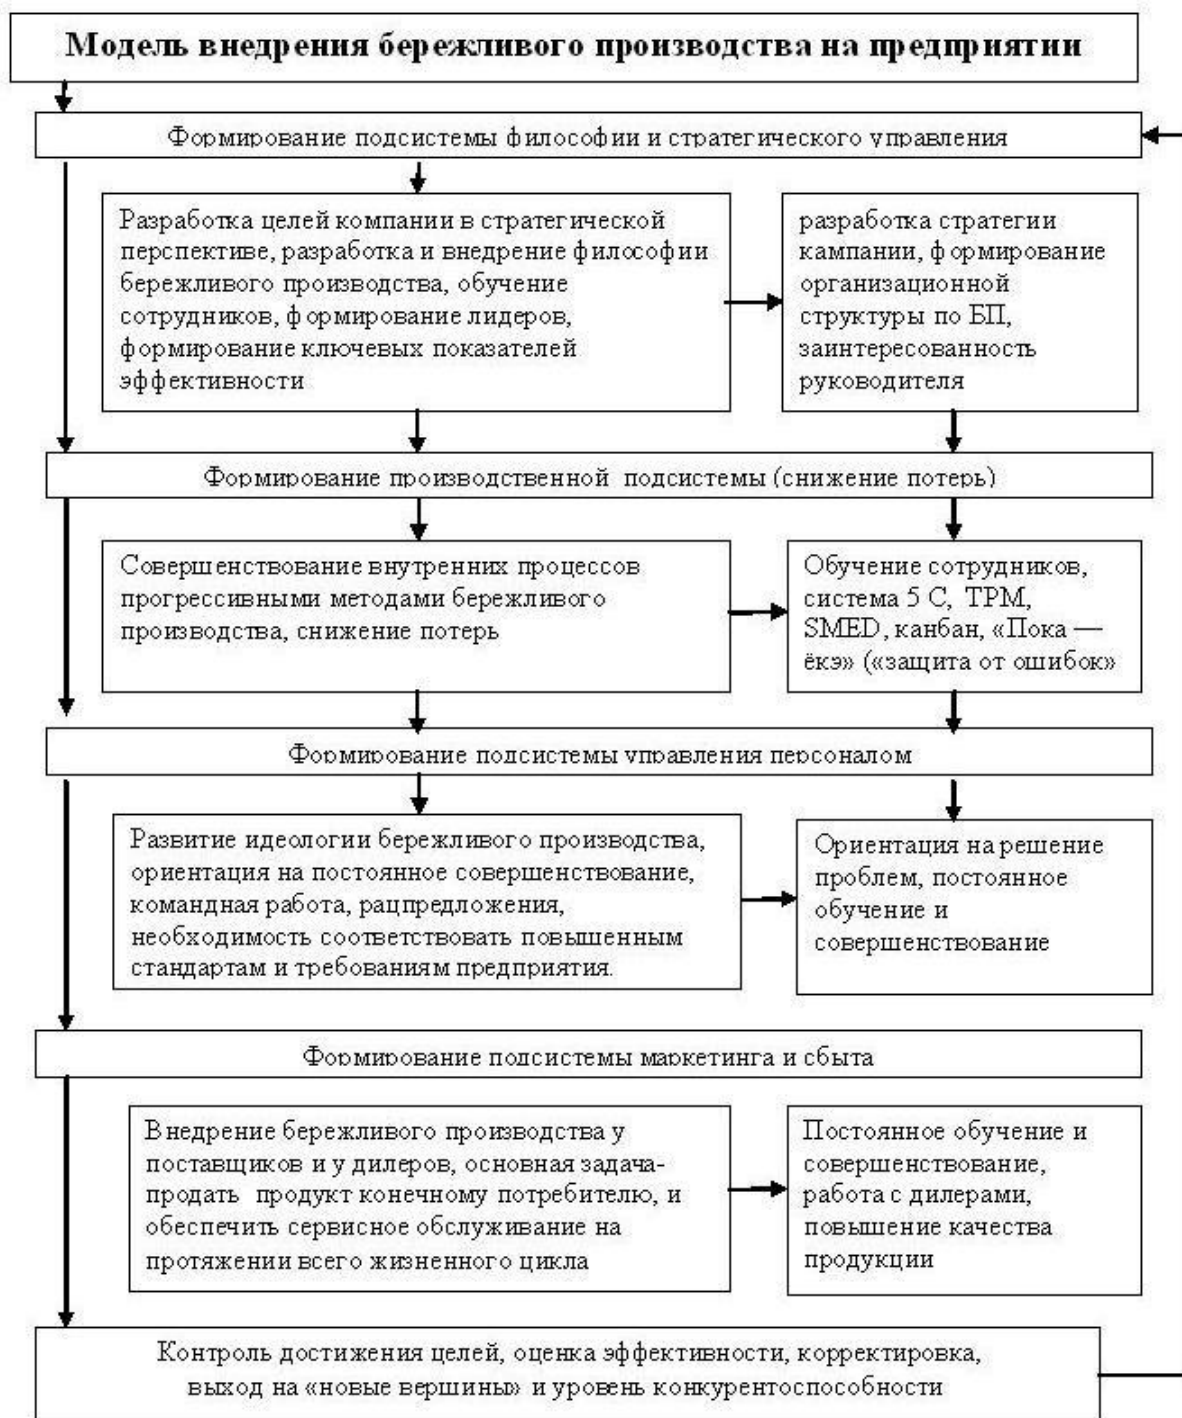 Модель внедрения бережливого производства на предприятии
Формирование подсистемы философии и стратегического управления
Разработка целей компании в стратегической
перспективе, разработка и внедрение философии
бережливого производства, обучение
сотрудников, формирование лидеров,
формирование ключевых показателей
эффективности
разработка стратегии
кампании, формирование
организационной
структуры по БП,
заинтересованность
руководителя
Формирование производственной подсистемы (снижение потерь)
Совершенствование внутренних процессов
прогрессивными методами бережливого
производства, снижение потерь
Обучение сотрудников,
система 5 С, TPM,
SMED, канбан, «Пока —
ёкэ» («защита от ошибок»
Формирование подсистемы управления персоналом
Развитие идеологии бережливого производства,
ориентация на постоянное совершенствование,
командная работа, рацпредложения,
необходимость соответствовать повышенным
стандартам и требованиям предприятия.
Ориентация на решение
проблем, постоянное
обучение и
совершенствование
Формирование подсистемы маркетинга и сбыта
Внедрение бережливого производства у
поставщиков и у дилеров, основная задача-
продать продукт конечному потребителю, и
обеспечить сервисное обслуживание на
протяжении всего жизненного цикла
Постоянное обучение и
совершенствование,
работа с дилерами,
повышение качества
продукции
Контроль достижения целей, оценка эффективности, корректировка,
выход на «новые вершины» и уровень конкурентоспособности